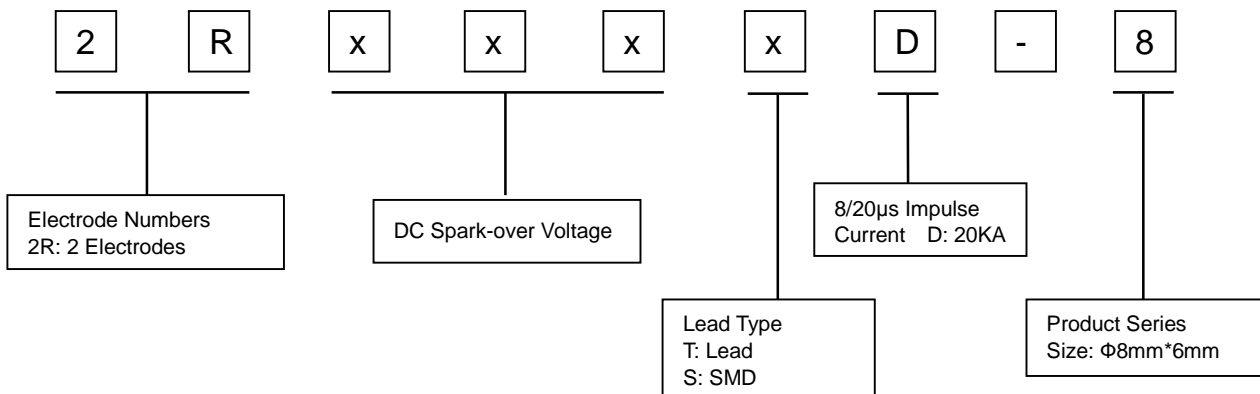 2 R x x x x D - 8
Electrode Numbers
2R: 2 Electrodes
DC Spark-over Voltage
8/20μs Impulse
Current D: 20KA
Lead Type
T: Lead
S: SMD
Product Series
Size: Φ8mm*6mm